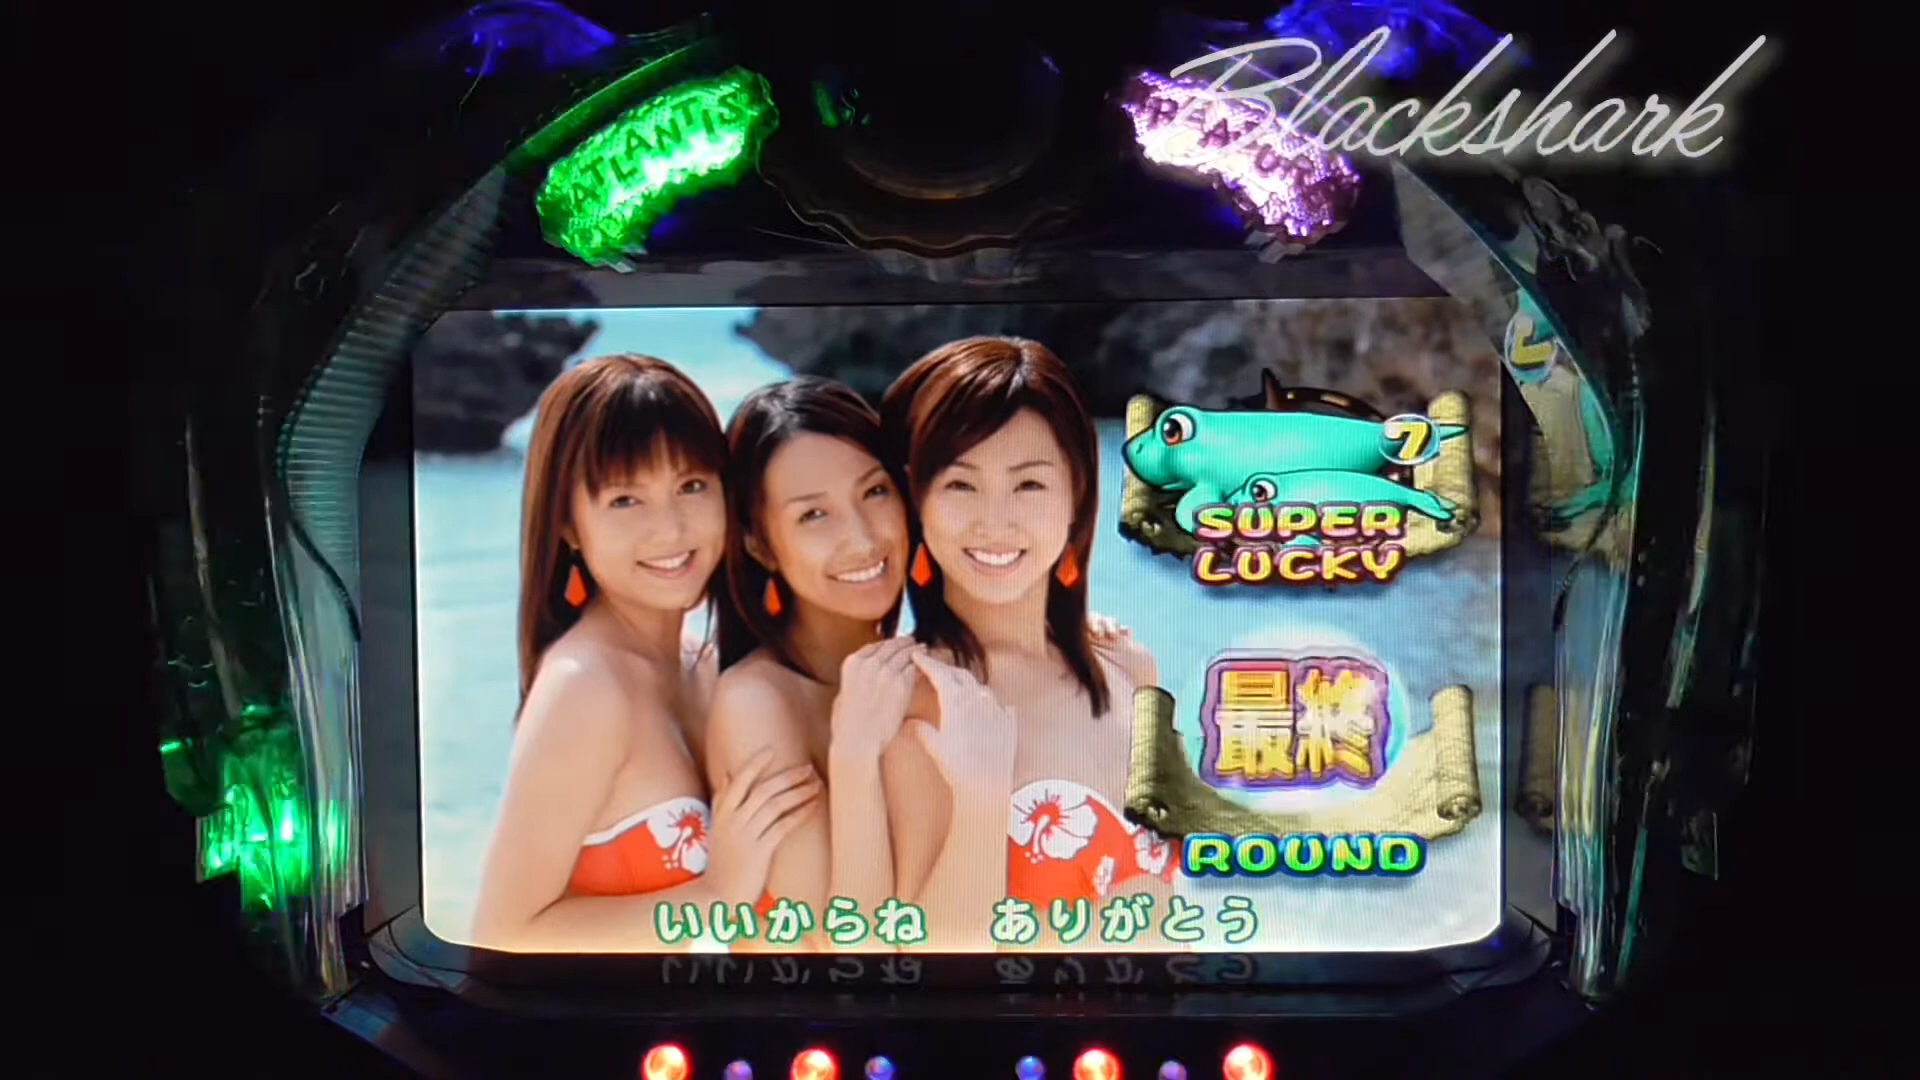 Blackshark
ATLANTIS
7
SUPER
LUCKY
最終
ROUND
いいからね ありがとう